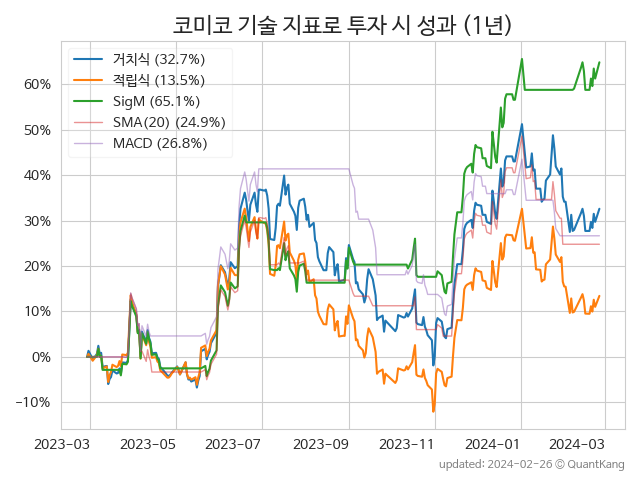 코미코 기술 지표로 투자 시 성과 (1년)
거치식 (32.7%)
적립식 (13.5%)
SigM (65.1%)
SMA(20) (24.9%)
MACD (26.8%)
60%
50%
40%
30%
20%
10%
0%
−10%
2023-03 2023-05 2023-07 2023-09 2023-11 2024-01 2024-03
updated: 2024-02-26 ⓒ QuantKang